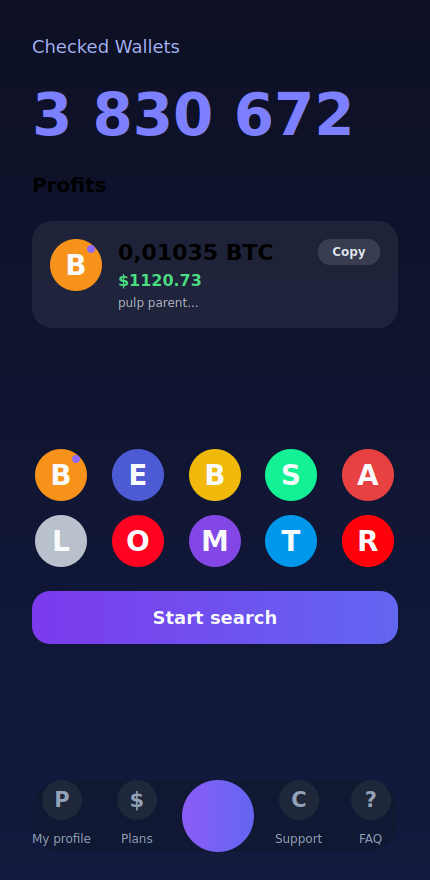 Checked Wallets
3 830 672
Profits
B
0,01035 BTC
Copy
$1120.73
pulp parent...
B E B S A
L O M T R
Start search
P $ C ?
My profile Plans Support FAQ